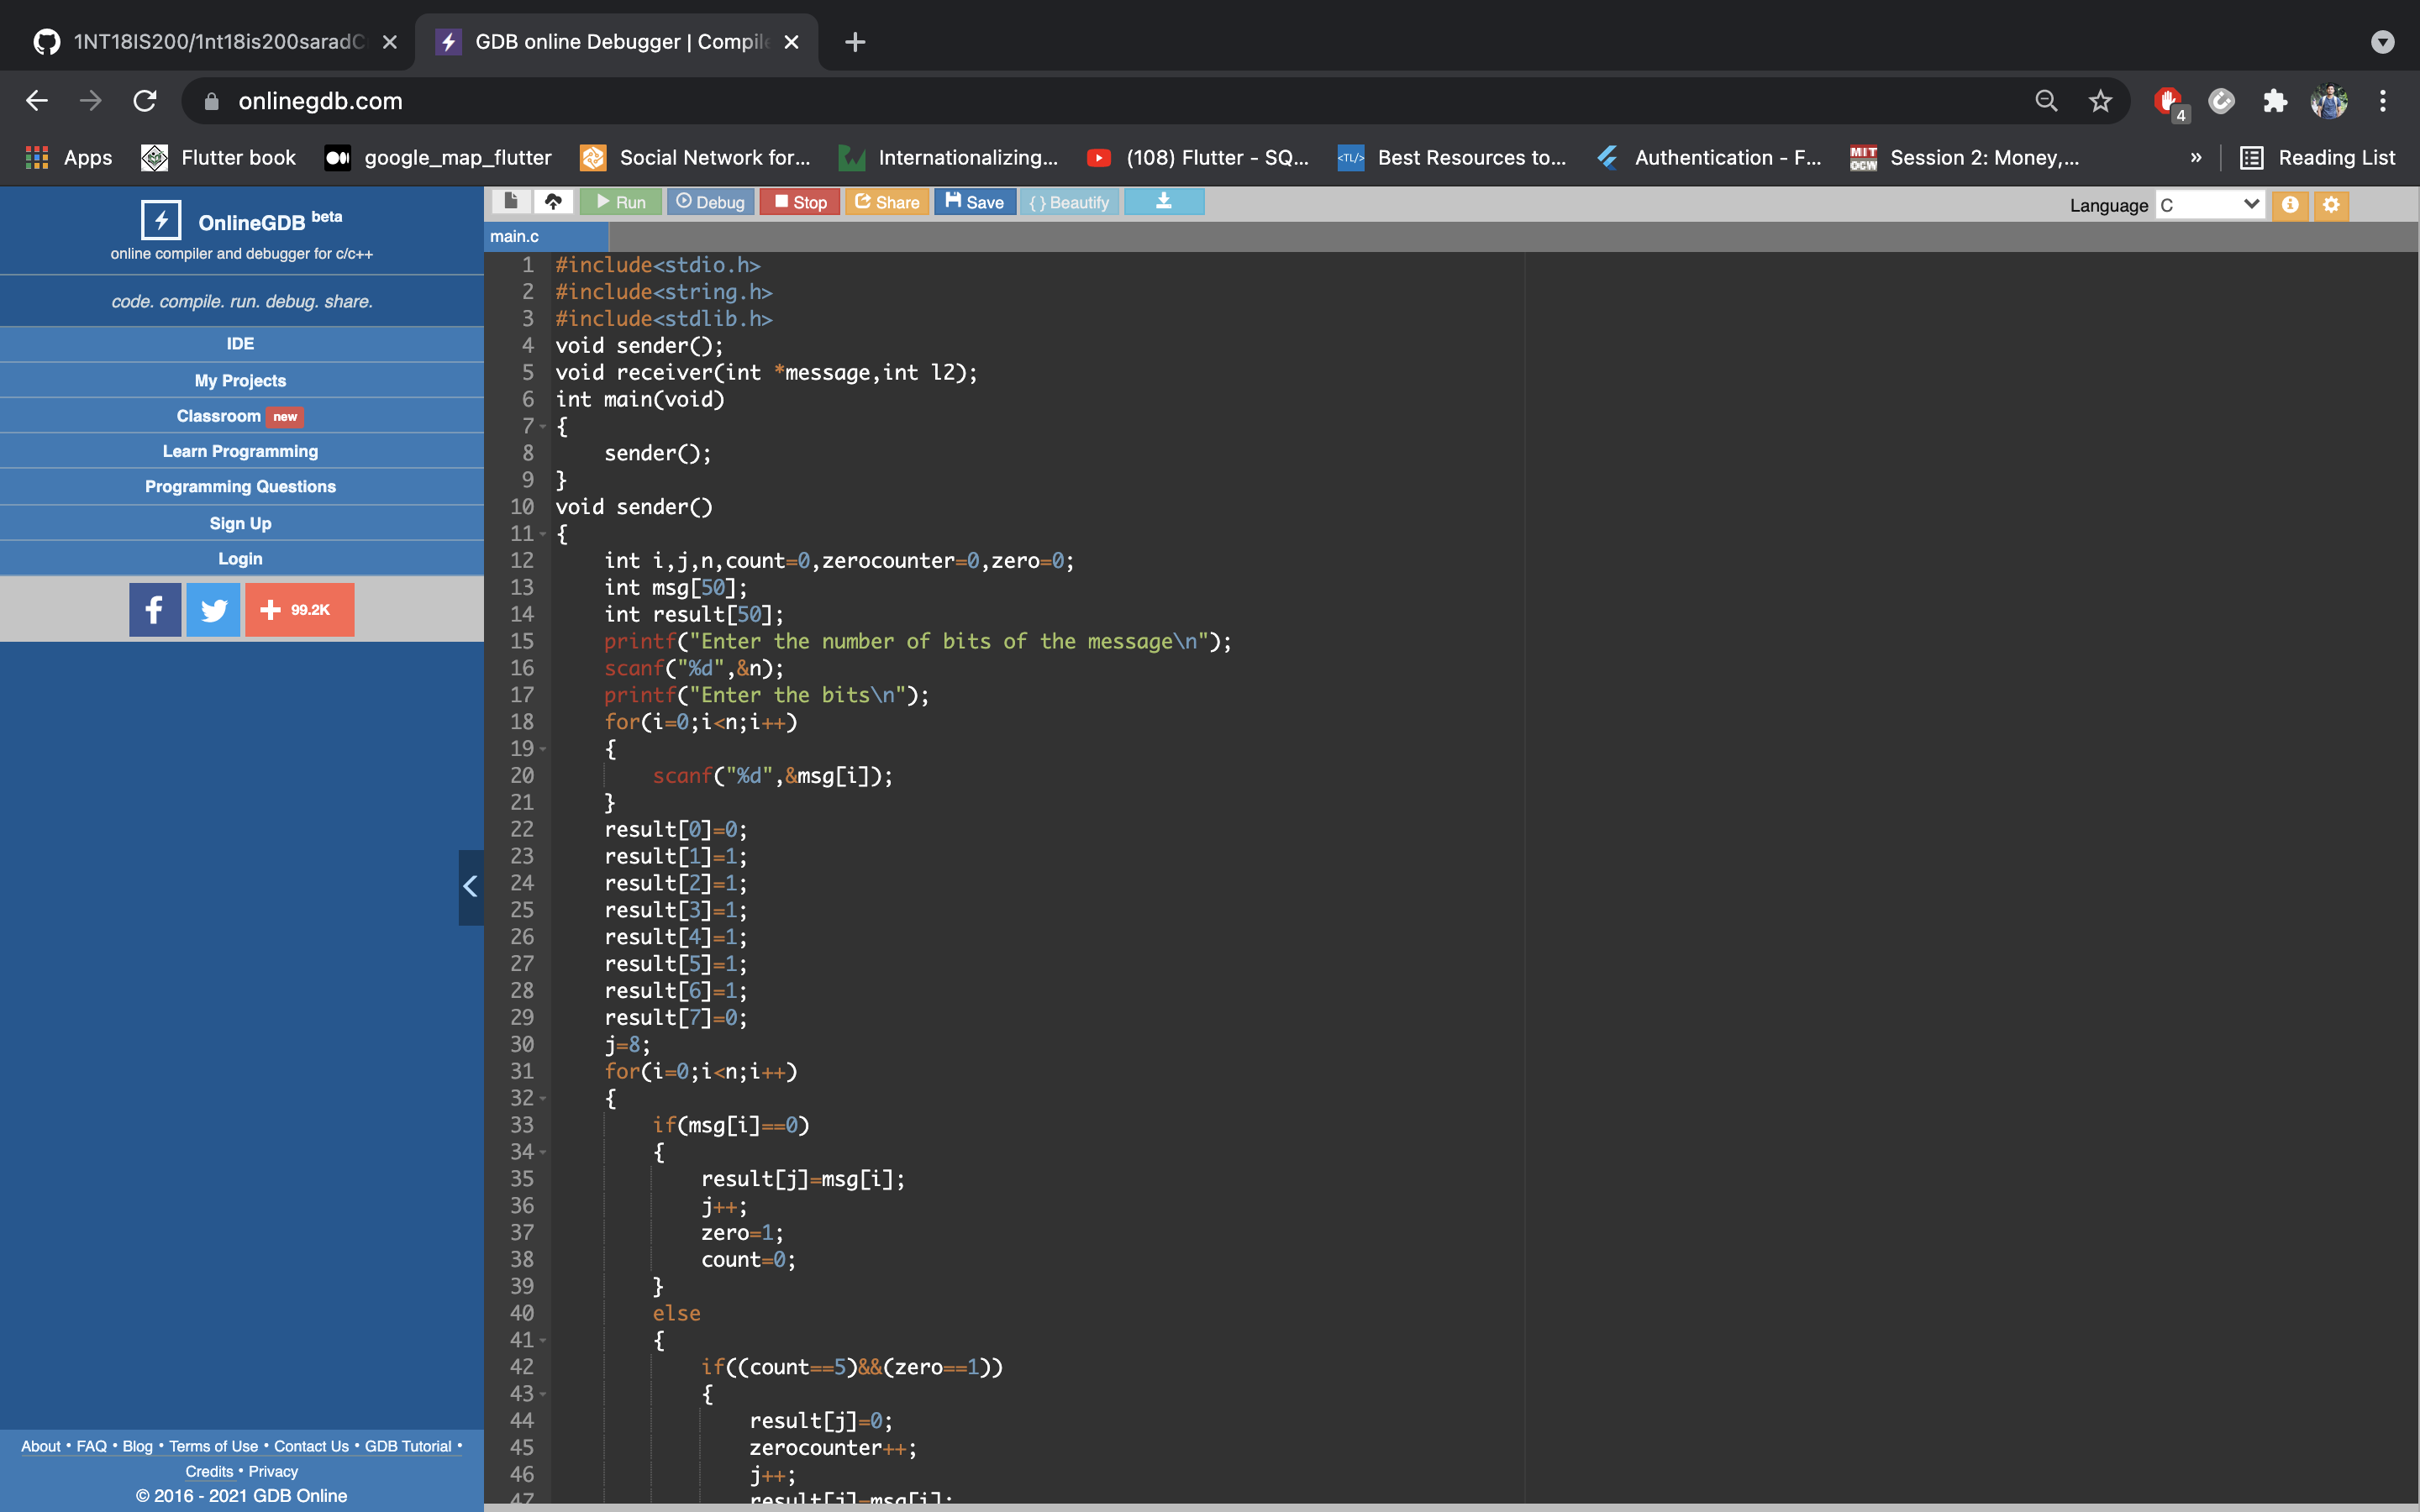 1NT18IS200/1nt18is200saradC
GDB online Debugger | Compile
onlinegdb.com
4
Apps
Flutter book
google_map_flutter
Social Network for...
Internationalizing...
(108) Flutter - SQ...
<TL/>
Best Resources to...
Authentication - F...
MIT OCW
Session 2: Money,...
»
Reading List
OnlineGDB beta
online compiler and debugger for c/c++
code. compile. run. debug. share.
IDE
My Projects
Classroom new
Learn Programming
Programming Questions
Sign Up
Login
f
+ 99.2K
About • FAQ • Blog • Terms of Use • Contact Us • GDB Tutorial •
Credits • Privacy
© 2016 - 2021 GDB Online
Run
Debug
Stop
Share
Save
{ } Beautify
Language C
main.c
1 #include<stdio.h>
2 #include<string.h>
3 #include<stdlib.h>
4 void sender();
5 void receiver(int *message,int l2);
6 int main(void)
7 {
8     sender();
9 }
10 void sender()
11 {
12     int i,j,n,count=0,zerocounter=0,zero=0;
13     int msg[50];
14     int result[50];
15     printf("Enter the number of bits of the message\n");
16     scanf("%d",&n);
17     printf("Enter the bits\n");
18     for(i=0;i<n;i++)
19     {
20         scanf("%d",&msg[i]);
21     }
22     result[0]=0;
23     result[1]=1;
24     result[2]=1;
25     result[3]=1;
26     result[4]=1;
27     result[5]=1;
28     result[6]=1;
29     result[7]=0;
30     j=8;
31     for(i=0;i<n;i++)
32     {
33         if(msg[i]==0)
34         {
35             result[j]=msg[i];
36             j++;
37             zero=1;
38             count=0;
39         }
40         else
41         {
42             if((count==5)&&(zero==1))
43             {
44                 result[j]=0;
45                 zerocounter++;
46                 j++;
47                 result[j]=msg[i];